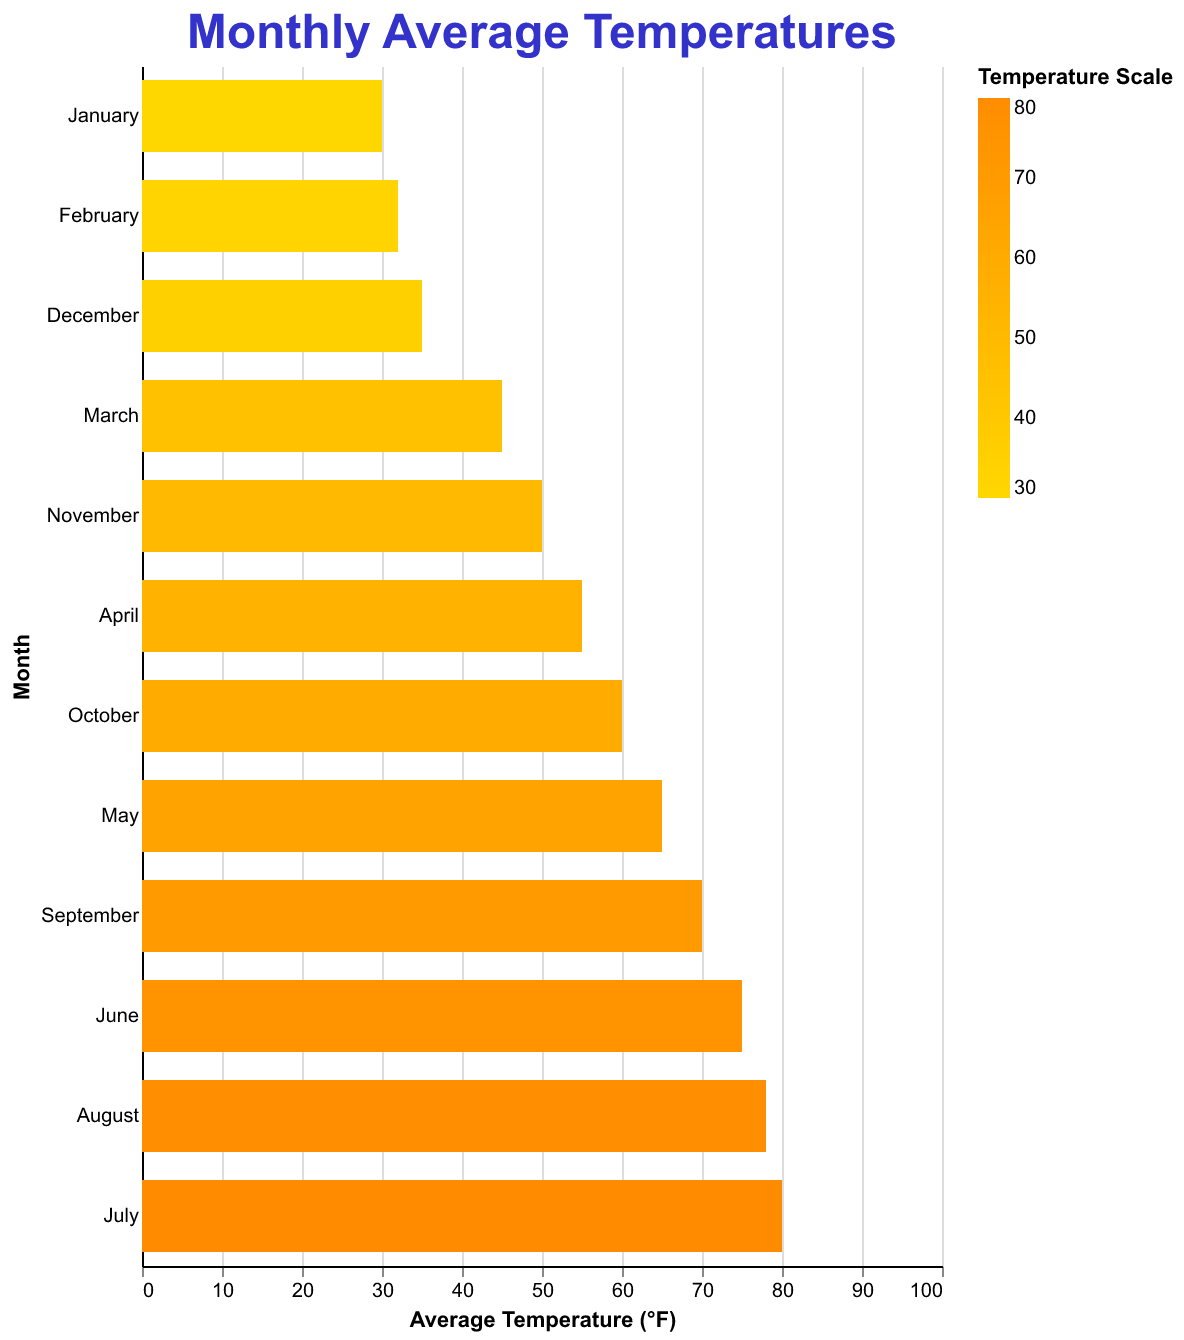 Monthly Average Temperatures
Temperature Scale
80
70
60
50
40
30
Month
January
February
December
March
November
April
October
May
September
June
August
July
0 10 20 30 40 50 60 70 80 90 100
Average Temperature (°F)